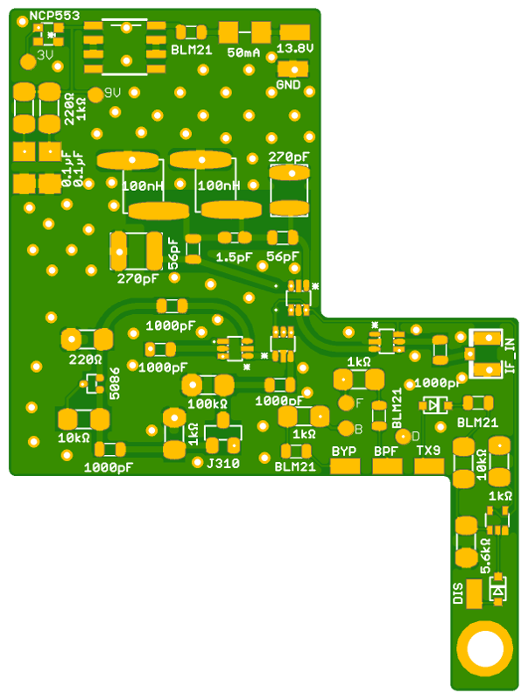 NCP553
3V
BLM21
50mA
13.8V
GND
9V
220Ω
1kΩ
0.1µF
0.1µF
100nH
100nH
270pF
270pF
56pF
1.5pF
56pF
1000pF
220Ω
1000pF
5086
100kΩ
1000pF
1kΩ
1000pF
IF_IN
10kΩ
1kΩ
J310
1kΩ
F
B
BLM21
D
BLM21
1000pF
BLM21
BYP
BPF
TX9
10kΩ
1kΩ
5.6kΩ
DIS